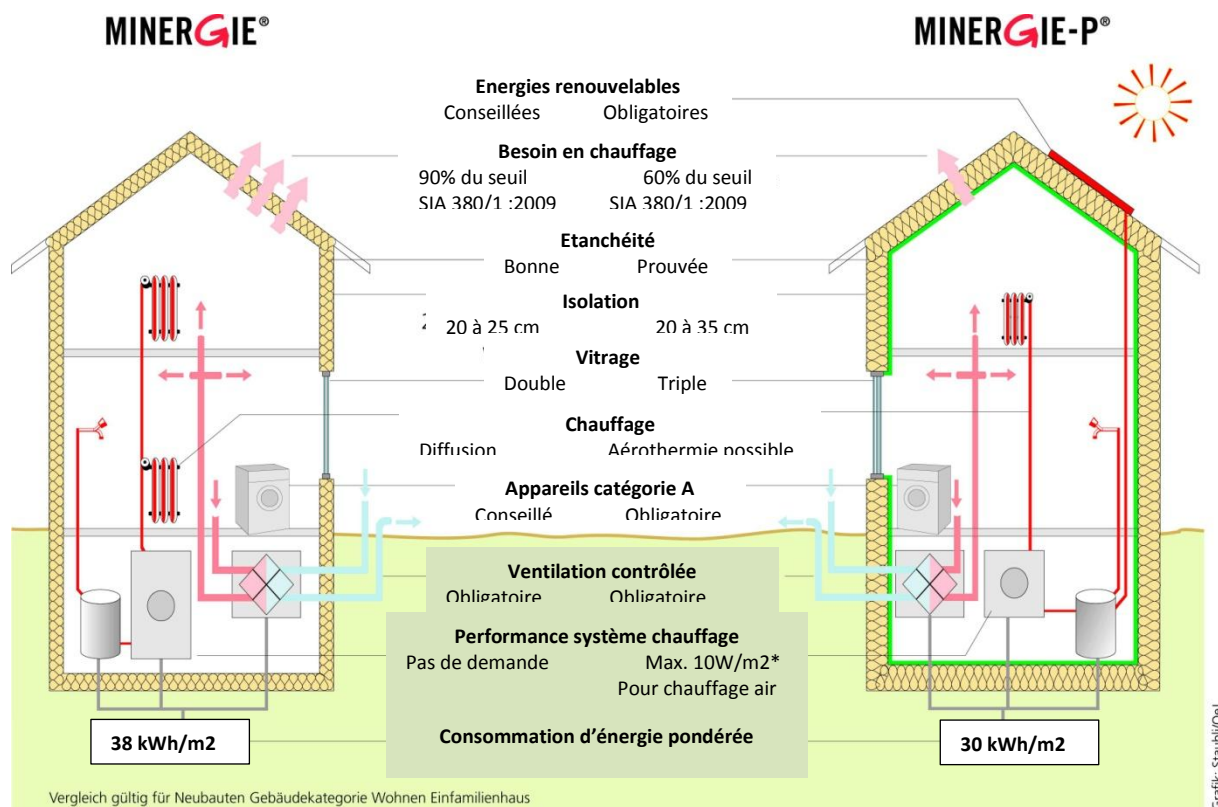 MINERGIE® MINERGIE-P®
Energies renouvelables
Conseillées Obligatoires
Besoin en chauffage
90% du seuil 60% du seuil
SIA 380/1 :2009 SIA 380/1 :2009
Etanchéité
Bonne Prouvée
Isolation
20 à 25 cm 20 à 35 cm
Vitrage
Double Triple
Chauffage
Diffusion Aérothermie possible
Appareils catégorie A
Conseillé Obligatoire
Ventilation contrôlée
Obligatoire Obligatoire
Performance système chauffage
Pas de demande Max. 10W/m2*
Pour chauffage air
38 kWh/m2 Consommation d'énergie pondérée 30 kWh/m2
Vergleich gültig für Neubauten Gebäudekategorie Wohnen Einfamilienhaus